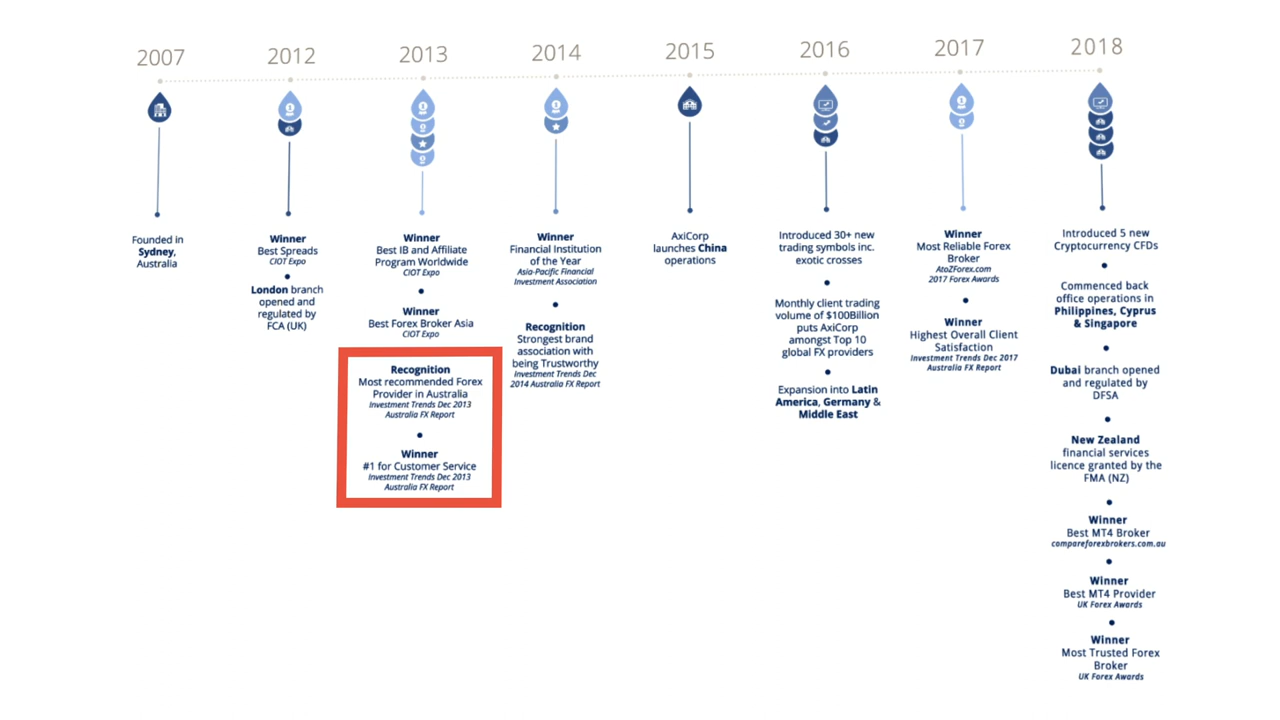 2007
2012
2013
2014
2015
2016
2017
2018
Founded in
Sydney,
Australia
Winner
Best Spreads
CIOT Expo
London branch
opened and
regulated by
FCA (UK)
Winner
Best IB and Affiliate
Program Worldwide
CIOT Expo
Winner
Best Forex Broker Asia
CIOT Expo
Recognition
Most recommended Forex
Provider in Australia
Investment Trends Dec 2013
Australia FX Report
Winner
#1 for Customer Service
Investment Trends Dec 2013
Australia FX Report
Winner
Financial Institution
of the Year
Asia-Pacific Financial
Investment Association
Recognition
Strongest brand
association with
being Trustworthy
Investment Trends Dec
2014 Australia FX Report
AxiCorp
launches China
operations
Introduced 30+ new
trading symbols inc.
exotic crosses
Monthly client trading
volume of $100Billion
puts AxiCorp
amongst Top 10
global FX providers
Expansion into Latin
America, Germany &
Middle East
Winner
Most Reliable Forex
Broker
AtoZForex.com
2017 Forex Awards
Winner
Highest Overall Client
Satisfaction
Investment Trends Dec 2017
Australia FX Report
Introduced 5 new
Cryptocurrency CFDs
Commenced back
office operations in
Philippines, Cyprus
& Singapore
Dubai branch opened
and regulated by
DFSA
New Zealand
financial services
licence granted by the
FMA (NZ)
Winner
Best MT4 Broker
compareforexbrokers.com.au
Winner
Best MT4 Provider
UK Forex Awards
Winner
Most Trusted Forex
Broker
UK Forex Awards